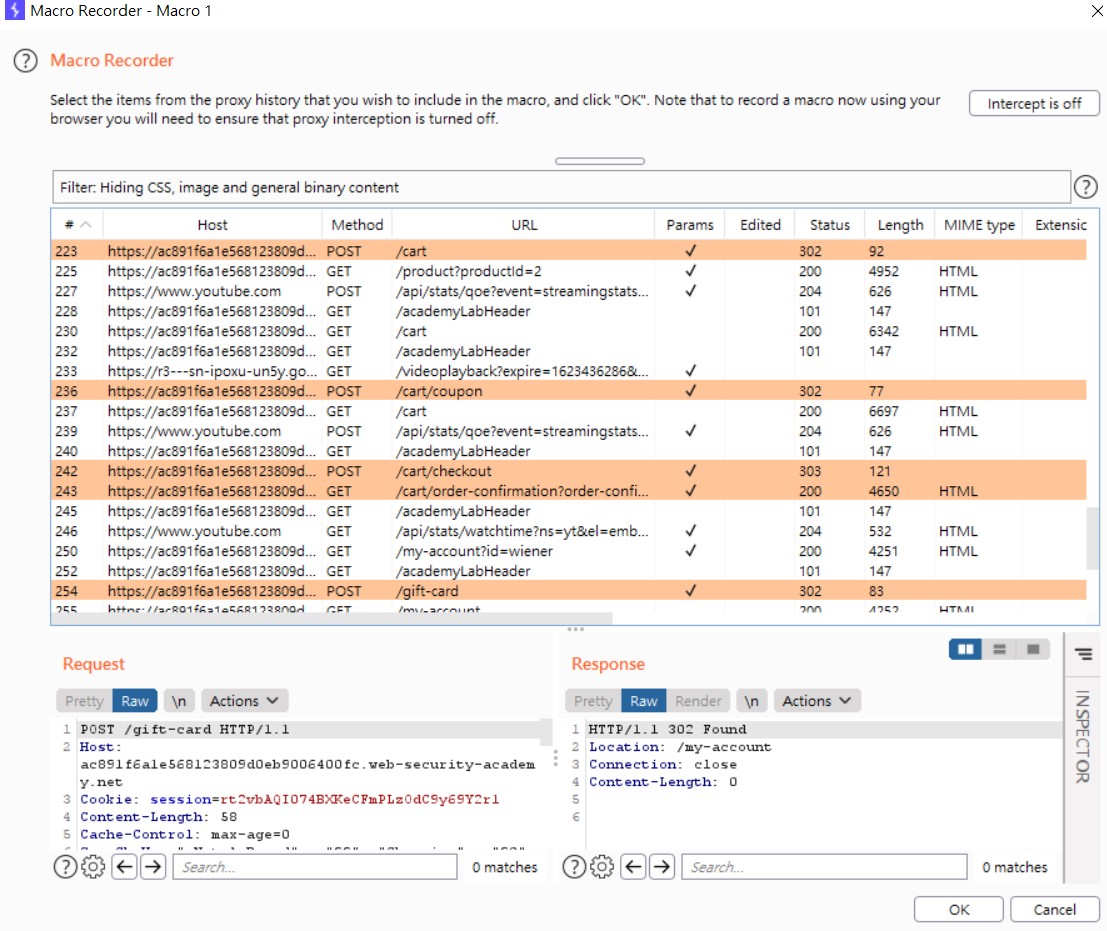 Macro Recorder - Macro 1
Macro Recorder
Select the items from the proxy history that you wish to include in the macro, and click "OK". Note that to record a macro now using your
browser you will need to ensure that proxy interception is turned off.
Intercept is off
Filter: Hiding CSS, image and general binary content
# Host Method URL Params Edited Status Length MIME type Extensic
223 https://ac891f6a1e568123809d... POST /cart ✓ 302 92
225 https://ac891f6a1e568123809d... GET /product?productId=2 ✓ 200 4952 HTML
227 https://www.youtube.com POST /api/stats/qoe?event=streamingstats... ✓ 204 626 HTML
228 https://ac891f6a1e568123809d... GET /academyLabHeader 101 147
230 https://ac891f6a1e568123809d... GET /cart 200 6342 HTML
232 https://ac891f6a1e568123809d... GET /academyLabHeader 101 147
233 https://r3---sn-ipoxu-un5y.go... GET /videoplayback?expire=1623436286&... ✓
236 https://ac891f6a1e568123809d... POST /cart/coupon ✓ 302 77
237 https://ac891f6a1e568123809d... GET /cart 200 6697 HTML
239 https://www.youtube.com POST /api/stats/qoe?event=streamingstats... ✓ 204 626 HTML
240 https://ac891f6a1e568123809d... GET /academyLabHeader 101 147
242 https://ac891f6a1e568123809d... POST /cart/checkout ✓ 303 121
243 https://ac891f6a1e568123809d... GET /cart/order-confirmation?order-confi... ✓ 200 4650 HTML
245 https://ac891f6a1e568123809d... GET /academyLabHeader 101 147
246 https://www.youtube.com GET /api/stats/watchtime?ns=yt&el=emb... ✓ 204 532 HTML
250 https://ac891f6a1e568123809d... GET /my-account?id=wiener ✓ 200 4251 HTML
252 https://ac891f6a1e568123809d... GET /academyLabHeader 101 147
254 https://ac891f6a1e568123809d... POST /gift-card ✓ 302 83
255 https://ac891f6a1e568123809d... GET /my-account 200 4252 HTML
Request
Pretty Raw \n Actions
1 POST /gift-card HTTP/1.1
2 Host:
ac891f6a1e568123809d0eb9006400fc.web-security-academ
y.net
3 Cookie: session=rt2vbAQI074BXKeCFmPLz0dC9y69Y2r1
4 Content-Length: 58
5 Cache-Control: max-age=0
Search...
0 matches
Response
Pretty Raw Render \n Actions
1 HTTP/1.1 302 Found
2 Location: /my-account
3 Connection: close
4 Content-Length: 0
5
6
Search...
0 matches
INSPECTOR
OK
Cancel